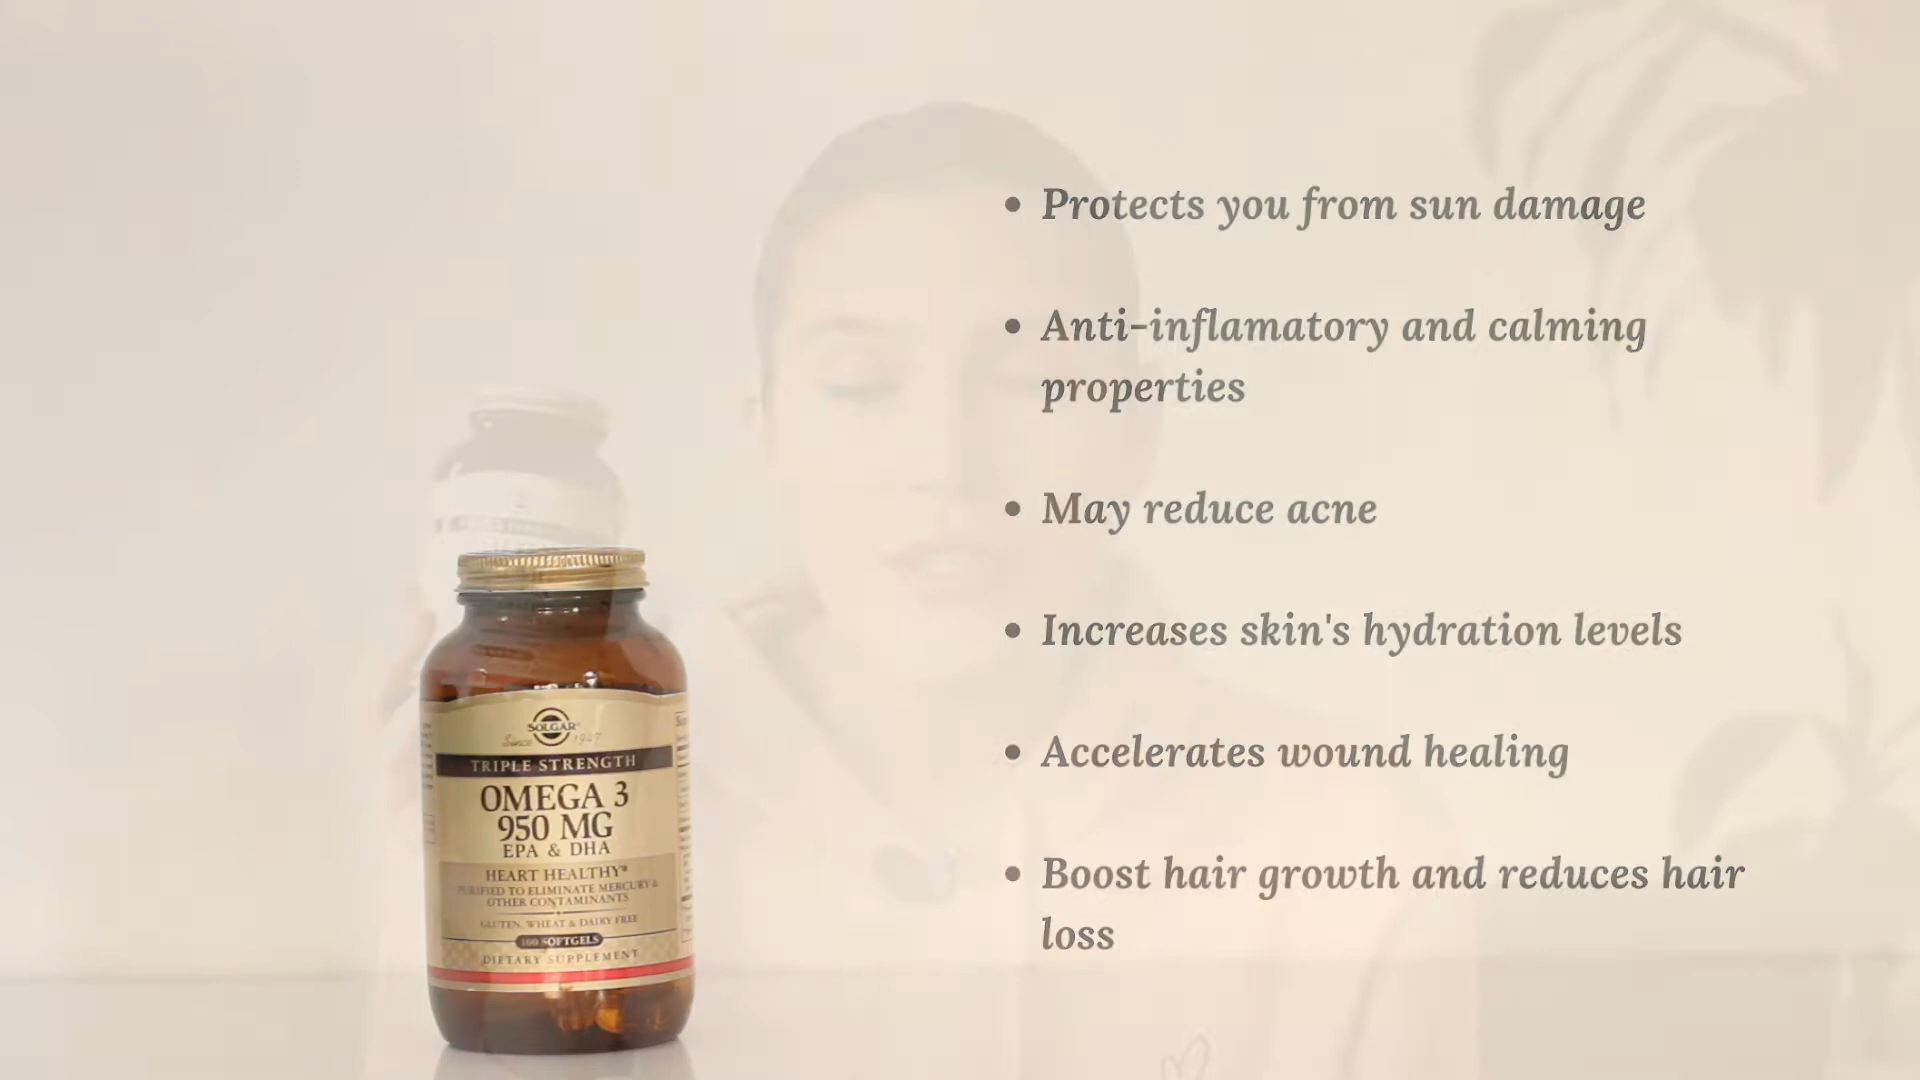 • Protects you from sun damage
• Anti-inflamatory and calming
properties
• May reduce acne
• Increases skin's hydration levels
• Accelerates wound healing
• Boost hair growth and reduces hair
loss
SOLGAR
Since 1947
TRIPLE STRENGTH
OMEGA 3
950 MG
EPA & DHA
HEART HEALTHY*
PURIFIED TO ELIMINATE MERCURY &
OTHER CONTAMINANTS
GLUTEN, WHEAT & DAIRY FREE
100 SOFTGELS
DIETARY SUPPLEMENT